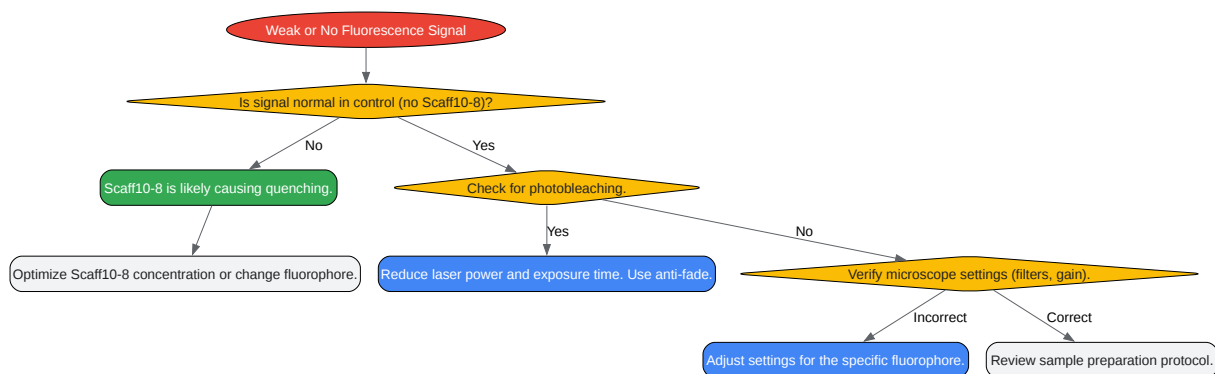 Weak or No Fluorescence Signal
Is signal normal in control (no Scaff10-8)?
No
Yes
Scaff10-8 is likely causing quenching.
Check for photobleaching.
Yes
No
Optimize Scaff10-8 concentration or change fluorophore.
Reduce laser power and exposure time. Use anti-fade.
Verify microscope settings (filters, gain).
Incorrect
Correct
Adjust settings for the specific fluorophore.
Review sample preparation protocol.